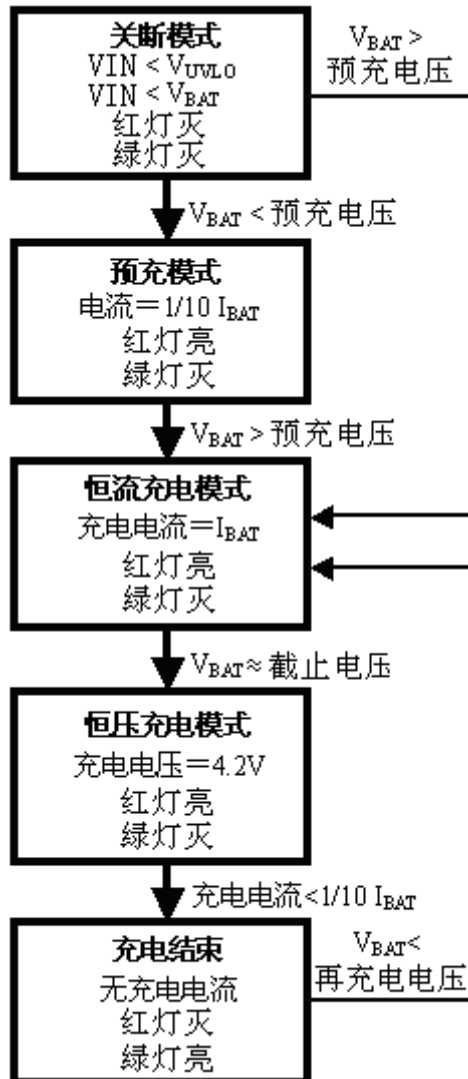 关断模式
VIN < VUVLO
VIN < VBAT
红灯灭
绿灯灭
VBAT >
预充电压
VBAT < 预充电压
预充模式
电流＝1/10 IBAT
红灯亮
绿灯灭
VBAT > 预充电压
恒流充电模式
充电电流＝IBAT
红灯亮
绿灯灭
VBAT≈ 截止电压
恒压充电模式
充电电压＝4.2V
红灯亮
绿灯灭
充电电流<1/10 IBAT
充电结束
无充电电流
红灯灭
绿灯亮
VBAT<
再充电电压